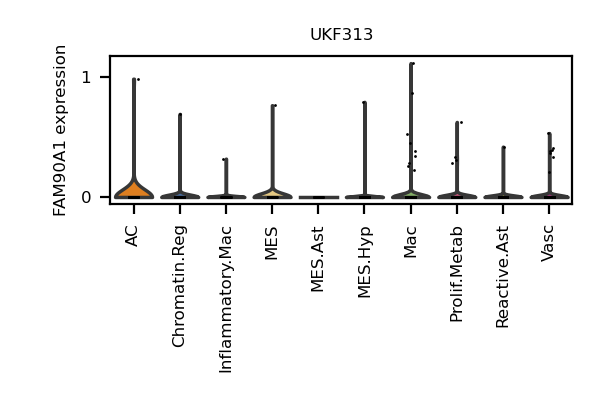 UKF313
FAM90A1 expression
1
0
AC
Chromatin.Reg
Inflammatory.Mac
MES
MES.Ast
MES.Hyp
Mac
Prolif.Metab
Reactive.Ast
Vasc